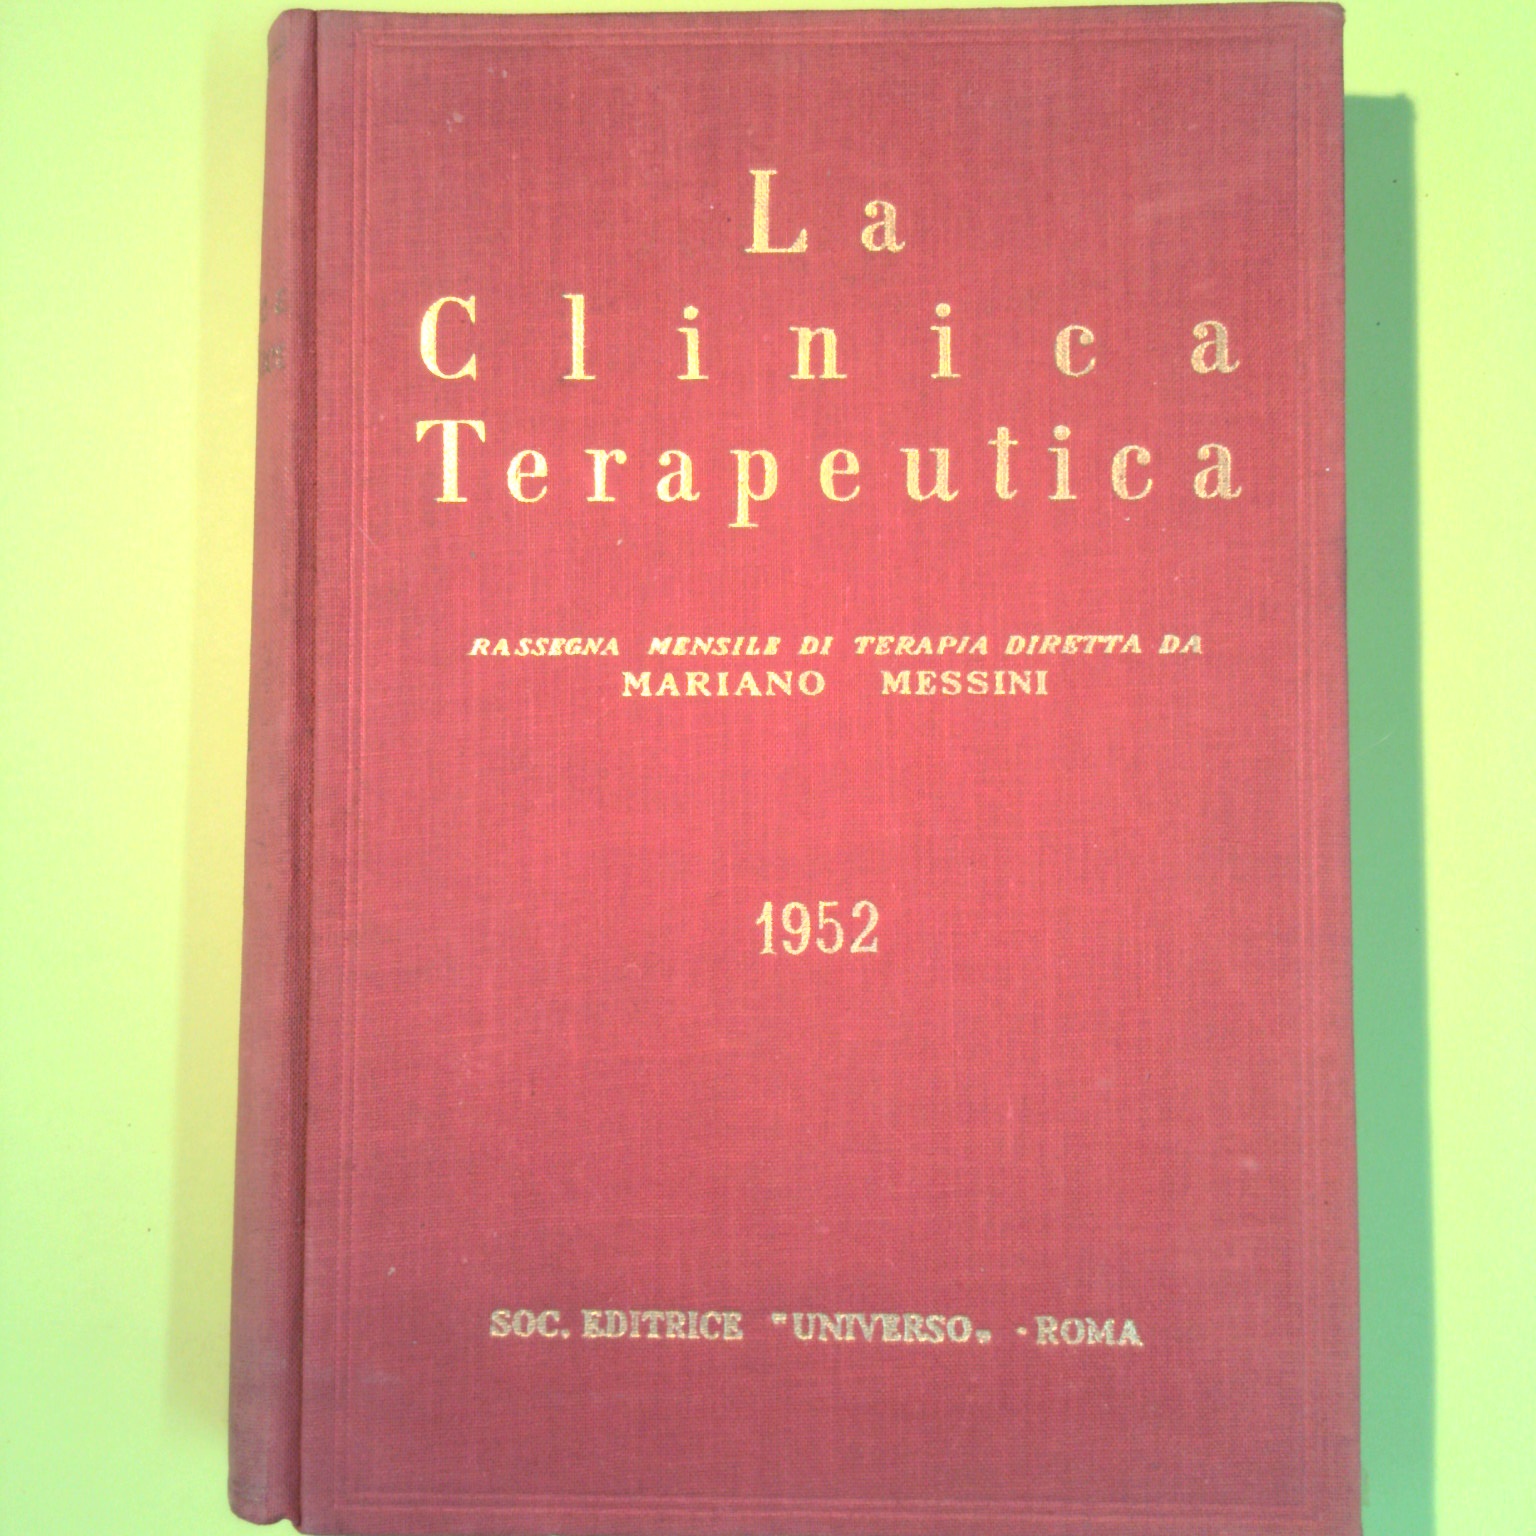 La
Clinica
Terapeutica
RASSEGNA MENSILE DI TERAPIA DIRETTA DA
MARIANO MESSINI
1952
SOC. EDITRICE "UNIVERSO„ · ROMA